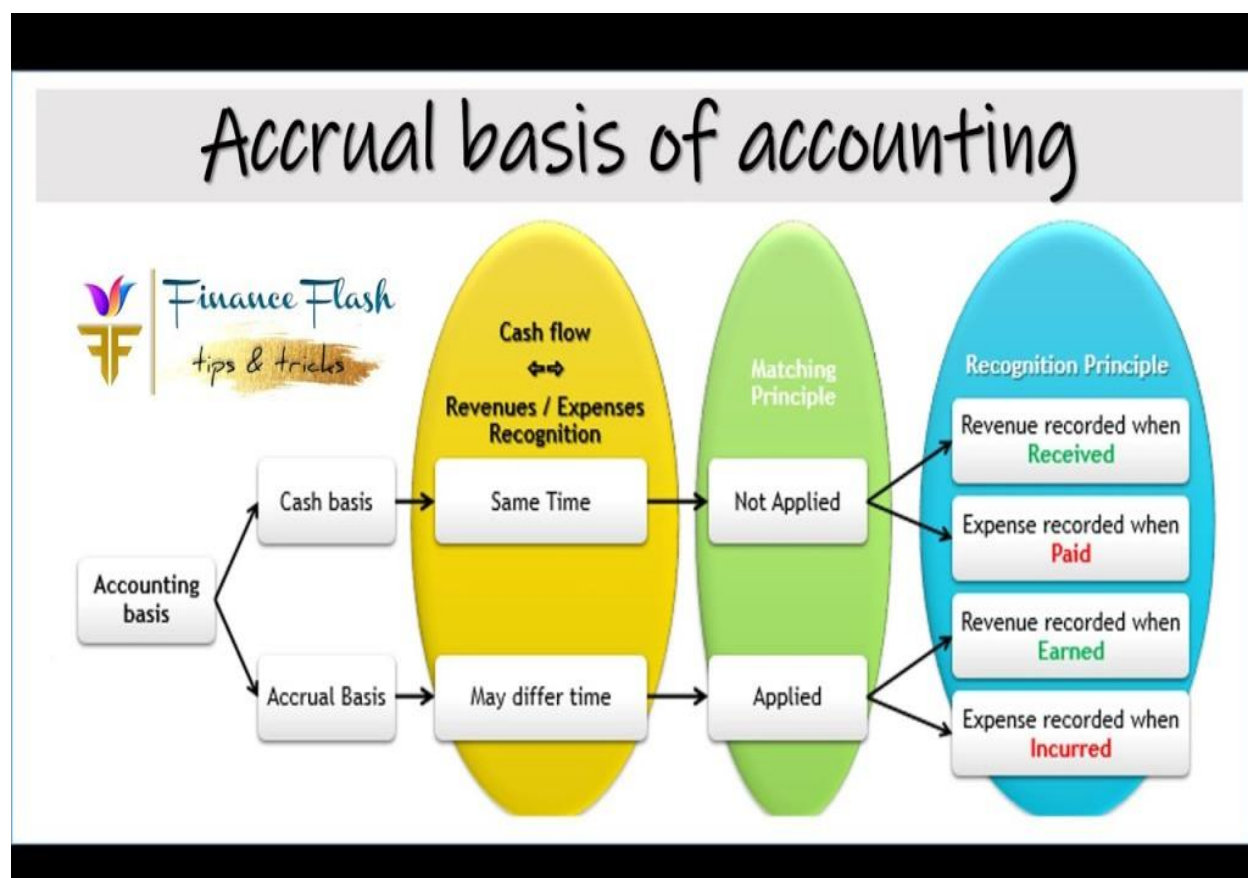 Accrual basis of accounting
Finance Flash
tips & tricks
FF
Cash flow
⇦⇨
Revenues / Expenses
Recognition
Matching
Principle
Recognition Principle
Accounting
basis
Cash basis
Same Time
Not Applied
Revenue recorded when
Received
Expense recorded when
Paid
Accrual Basis
May differ time
Applied
Revenue recorded when
Earned
Expense recorded when
Incurred